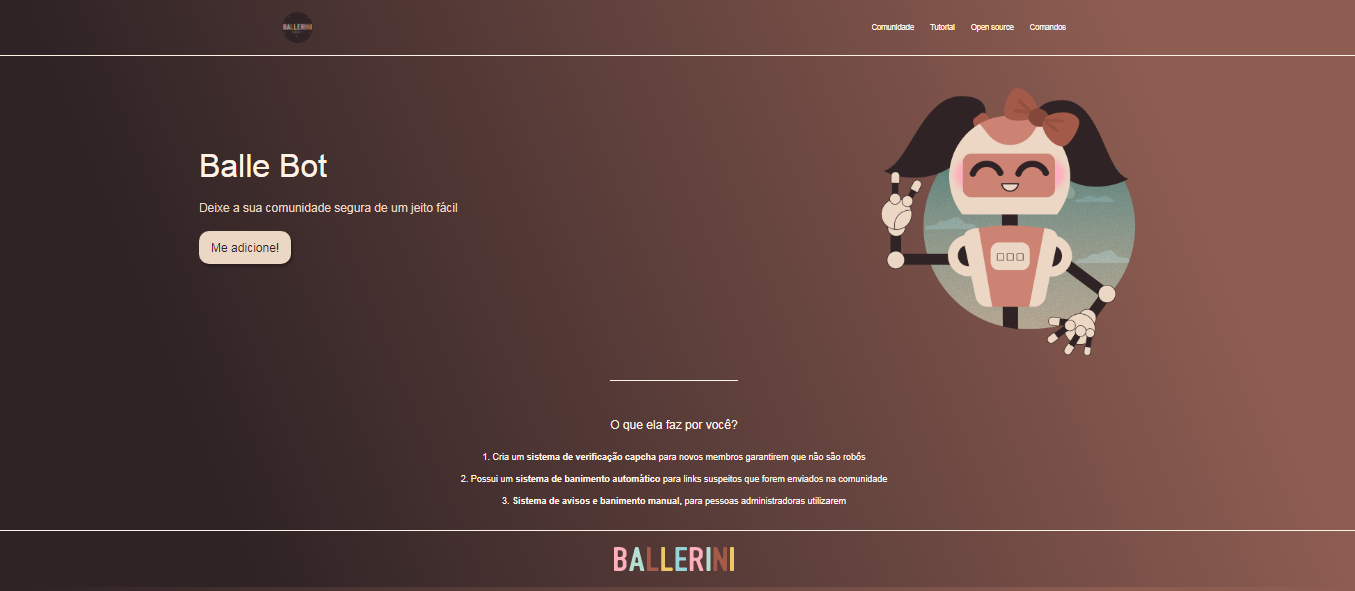 BALLERINI
Comunidade Tutorial Open source Comandos
Balle Bot
Deixe a sua comunidade segura de um jeito fácil
Me adicione!
O que ela faz por você?
1. Cria um sistema de verificação capcha para novos membros garantirem que não são robôs
2. Possui um sistema de banimento automático para links suspeitos que forem enviados na comunidade
3. Sistema de avisos e banimento manual, para pessoas administradoras utilizarem
BALLERINI